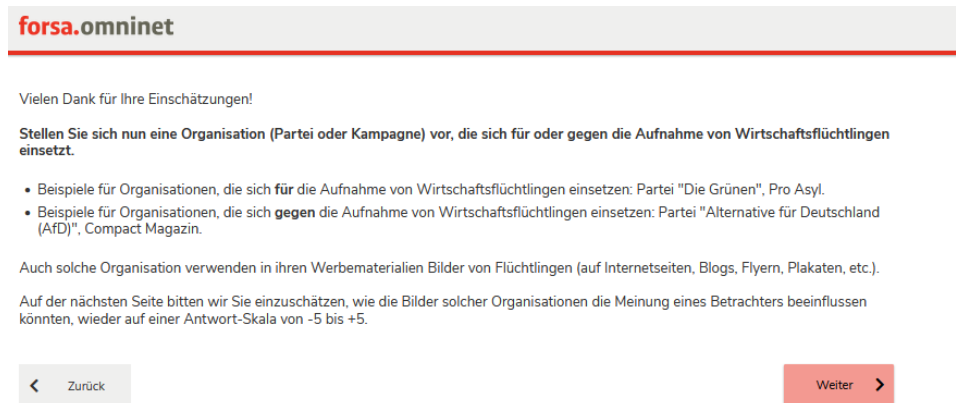 forsa.omninet
Vielen Dank für Ihre Einschätzungen!
Stellen Sie sich nun eine Organisation (Partei oder Kampagne) vor, die sich für oder gegen die Aufnahme von Wirtschaftsflüchtlingen
einsetzt.
• Beispiele für Organisationen, die sich für die Aufnahme von Wirtschaftsflüchtlingen einsetzen: Partei "Die Grünen", Pro Asyl.
• Beispiele für Organisationen, die sich gegen die Aufnahme von Wirtschaftsflüchtlingen einsetzen: Partei "Alternative für Deutschland
(AfD)", Compact Magazin.
Auch solche Organisation verwenden in ihren Werbematerialien Bilder von Flüchtlingen (auf Internetseiten, Blogs, Flyern, Plakaten, etc.).
Auf der nächsten Seite bitten wir Sie einzuschätzen, wie die Bilder solcher Organisationen die Meinung eines Betrachters beeinflussen
könnten, wieder auf einer Antwort-Skala von -5 bis +5.
Zurück
Weiter